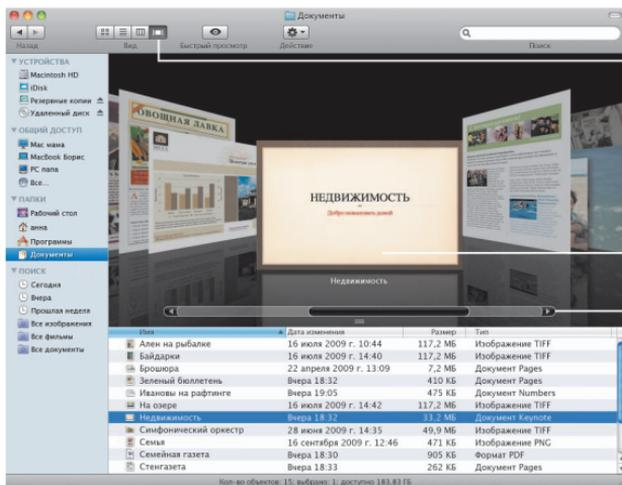 Документы
Назад
Вид
Быстрый просмотр
Действие
Поиск
УСТРОЙСТВА
Macintosh HD
iDisk
Резервные копии
Удаленный диск
ОБЩИЙ ДОСТУП
Mac мама
MacBook Борис
PC папа
Все...
ПАПКИ
Рабочий стол
анна
Программы
Документы
ПОИСК
Сегодня
Вчера
Прошлая неделя
Все изображения
Все фильмы
Все документы
ОВОЩНАЯ ЛАВКА
НЕДВИЖИМОСТЬ
Добро пожаловать домой
Недвижимость
Имя Дата изменения Размер Тип
Ален на рыбалке 16 июля 2009 г. 10:44 117,2 МБ Изображение TIFF
Байдарки 16 июля 2009 г. 14:40 117,2 МБ Изображение TIFF
Брошюра 22 апреля 2009 г. 13:09 7,2 МБ Документ Pages
Зеленый бюллетень Вчера 18:32 410 КБ Документ Pages
Ивановы на рафтинге Вчера 19:05 475 КБ Документ Numbers
На озере 16 июля 2009 г. 14:42 117,2 МБ Изображение TIFF
Недвижимость Вчера 18:32 33,2 МБ Документ Keynote
Симфонический оркестр 28 июня 2009 г. 14:35 49,9 МБ Изображение TIFF
Семья 16 сентября 2009 г. 12:46 471 КБ Изображение PNG
Семейная газета Вчера 18:30 905 КБ Формат PDF
Стенгазета Вчера 18:33 262 КБ Документ Pages
Кол-во объектов: 15; выбрано: 1; доступно 183,83 ГБ